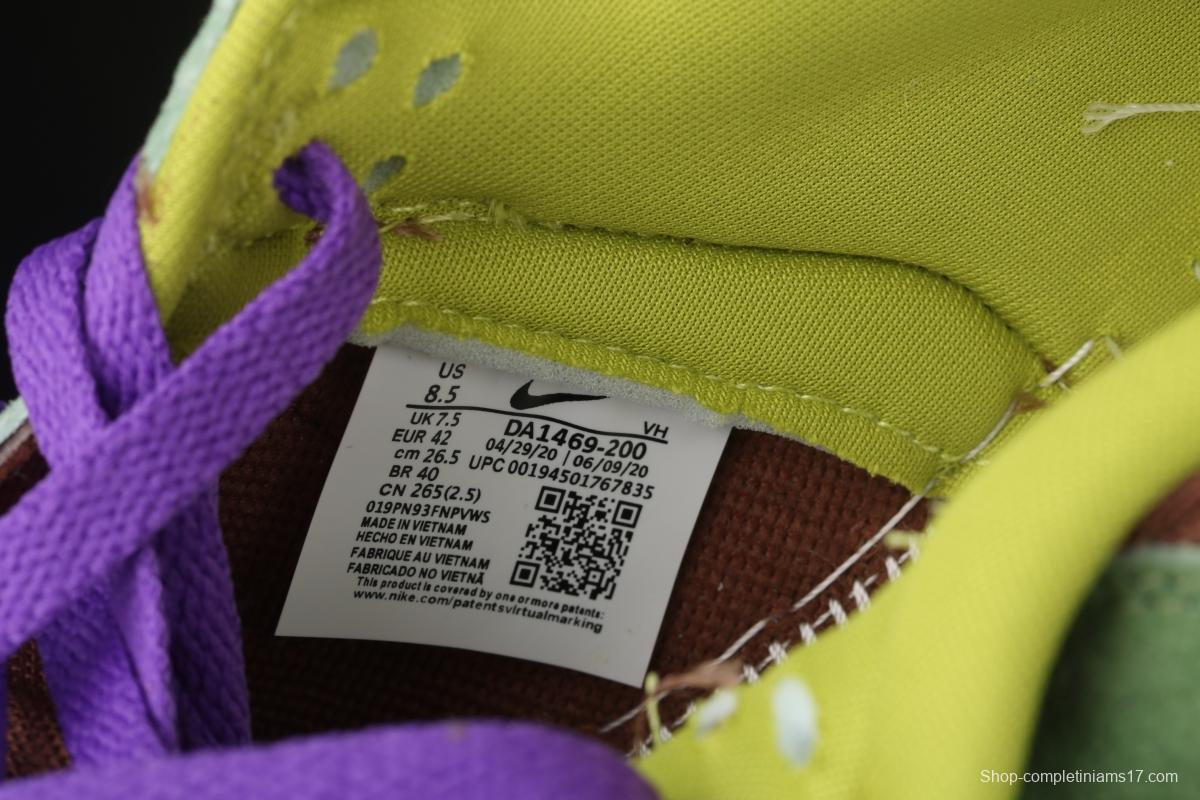 US
8.5
VH
UK 7.5
DA1469-200
EUR 42
04/29/20 | 06/09/20
cm 26.5
UPC 00194501767835
BR 40
CN 265(2.5)
019PN93FNPVWS
MADE IN VIETNAM
HECHO EN VIETNAM
FABRIQUE AU VIETNAM
FABRICADO NO VIETNÃ
This product is covered by one or more patents:
www.nike.com/patentsvirtualmarking
Shop-completiniams17.com